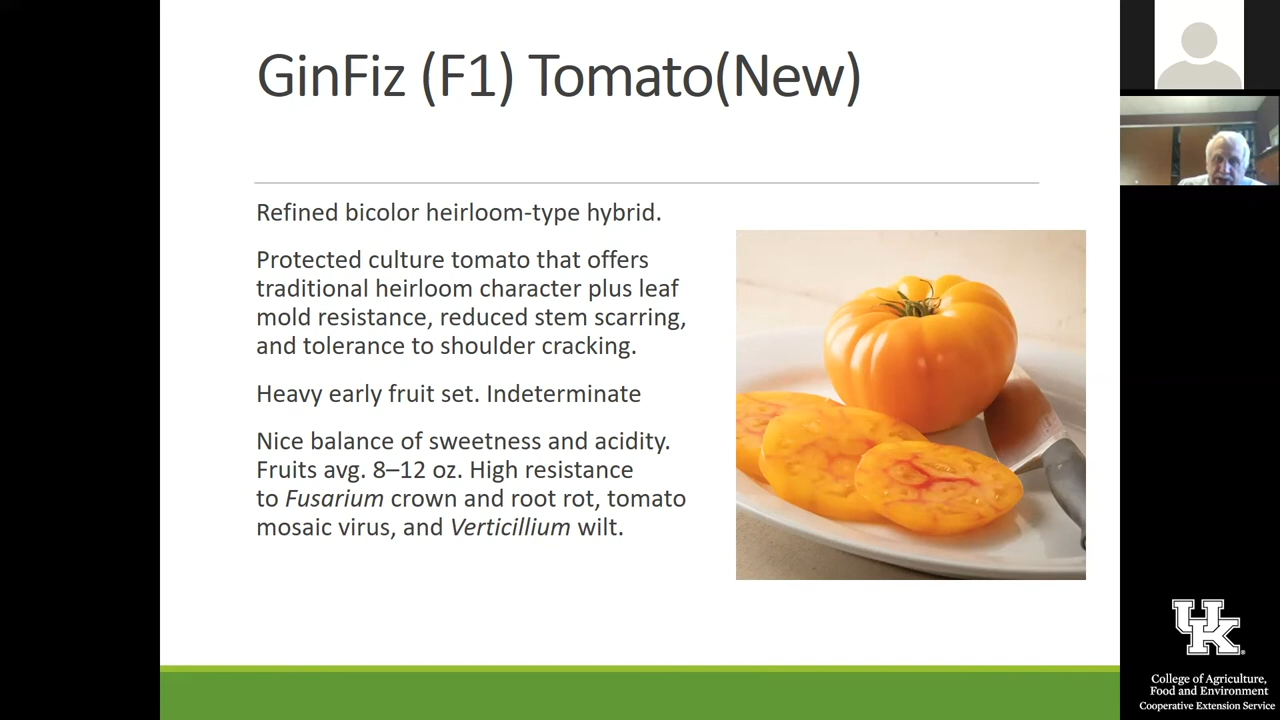 GinFiz (F1) Tomato(New)
Refined bicolor heirloom-type hybrid.
Protected culture tomato that offers
traditional heirloom character plus leaf
mold resistance, reduced stem scarring,
and tolerance to shoulder cracking.
Heavy early fruit set. Indeterminate
Nice balance of sweetness and acidity.
Fruits avg. 8–12 oz. High resistance
to Fusarium crown and root rot, tomato
mosaic virus, and Verticillium wilt.
UK
College of Agriculture,
Food and Environment
Cooperative Extension Service